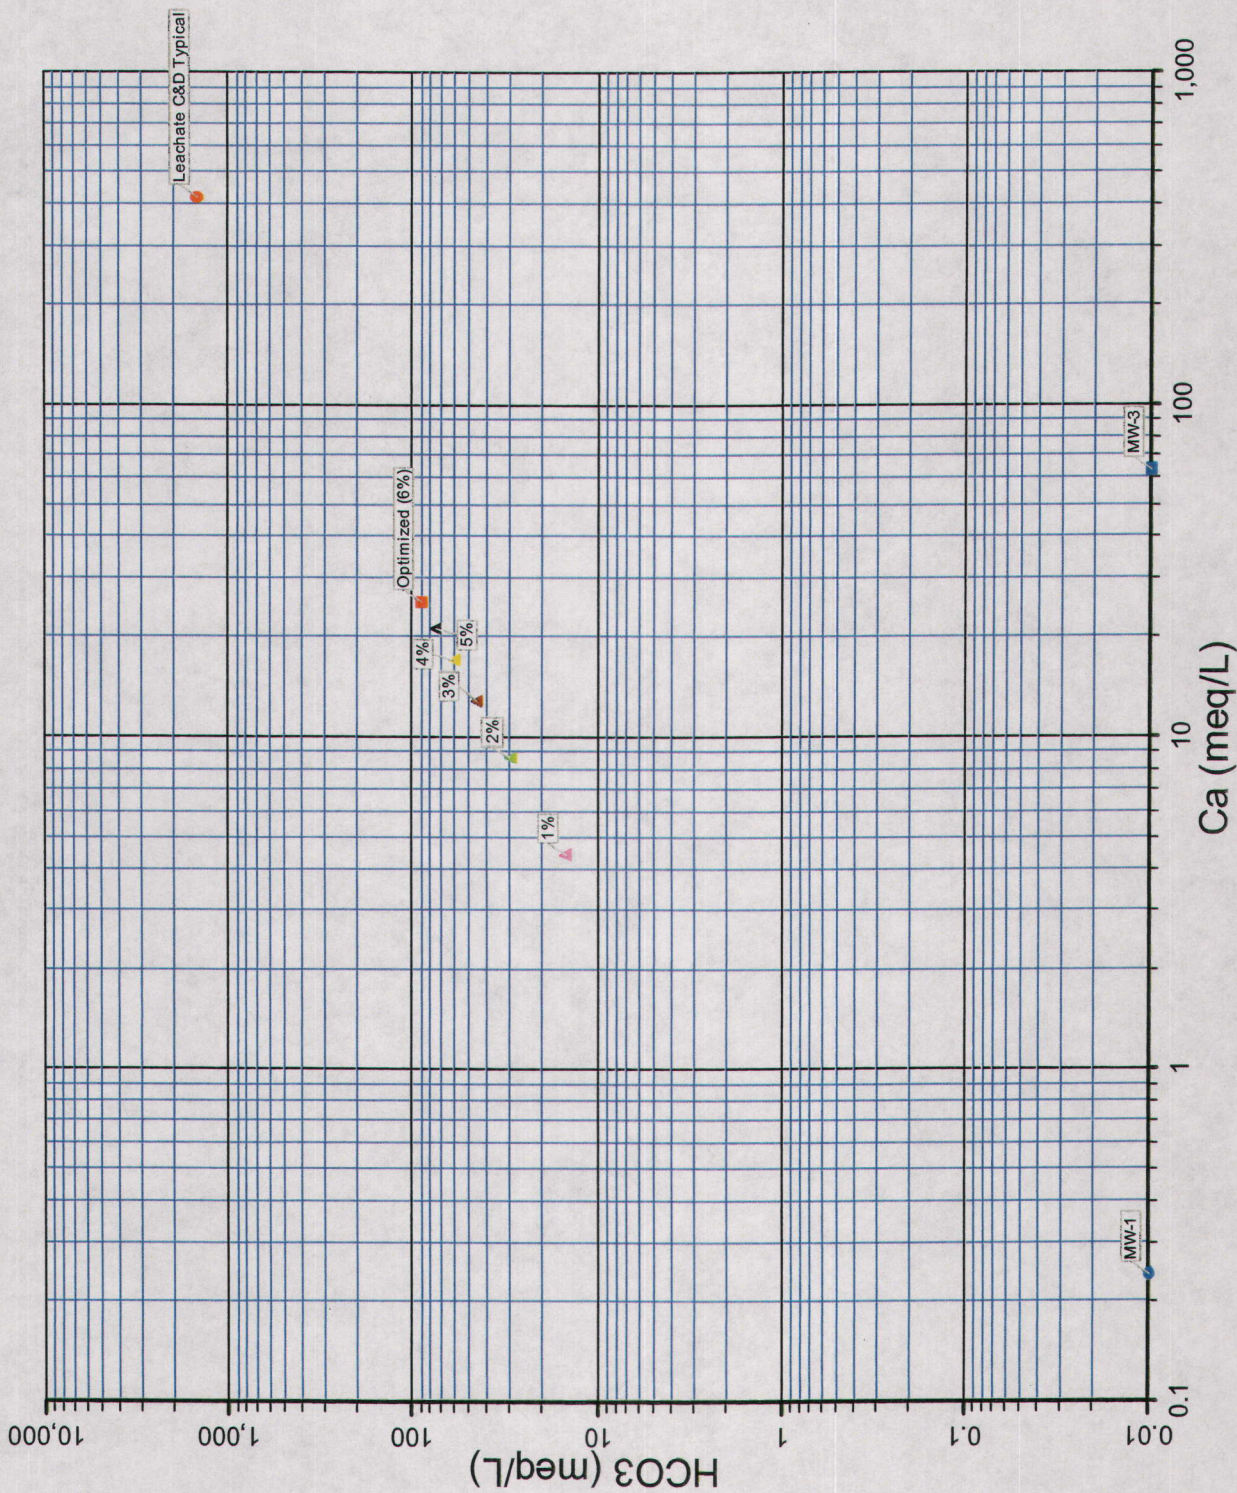 Leachate C&D Typical
Optimized (6%)
5%
4%
3%
2%
1%
MW-3
MW-1
HCO3 (meq/L)
10,000
1,000
100
10
1
0.1
0.01
0.1
1
10
100
1,000
Ca (meq/L)